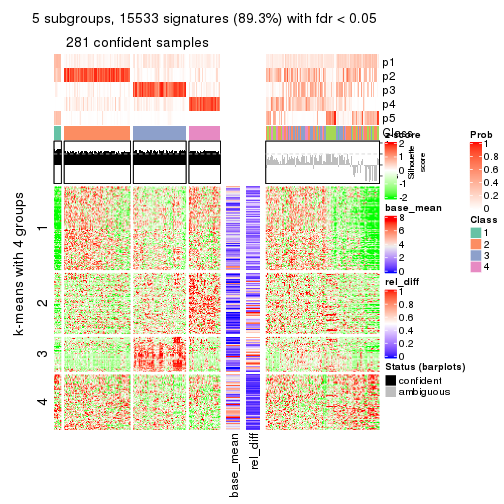 5 subgroups, 15533 signatures (89.3%) with fdr < 0.05
281 confident samples
p1
p2
p3
p4
p5
Class
Silhouette
score
k-means with 4 groups
1
2
3
4
base_mean
rel_diff
z-score
2
1
0
-1
-2
base_mean
8
6
4
2
0
rel_diff
1
0.8
0.6
0.4
0.2
0
Status (barplots)
confident
ambiguous
Prob
1
0.8
0.6
0.4
0.2
0
Class
1
2
3
4